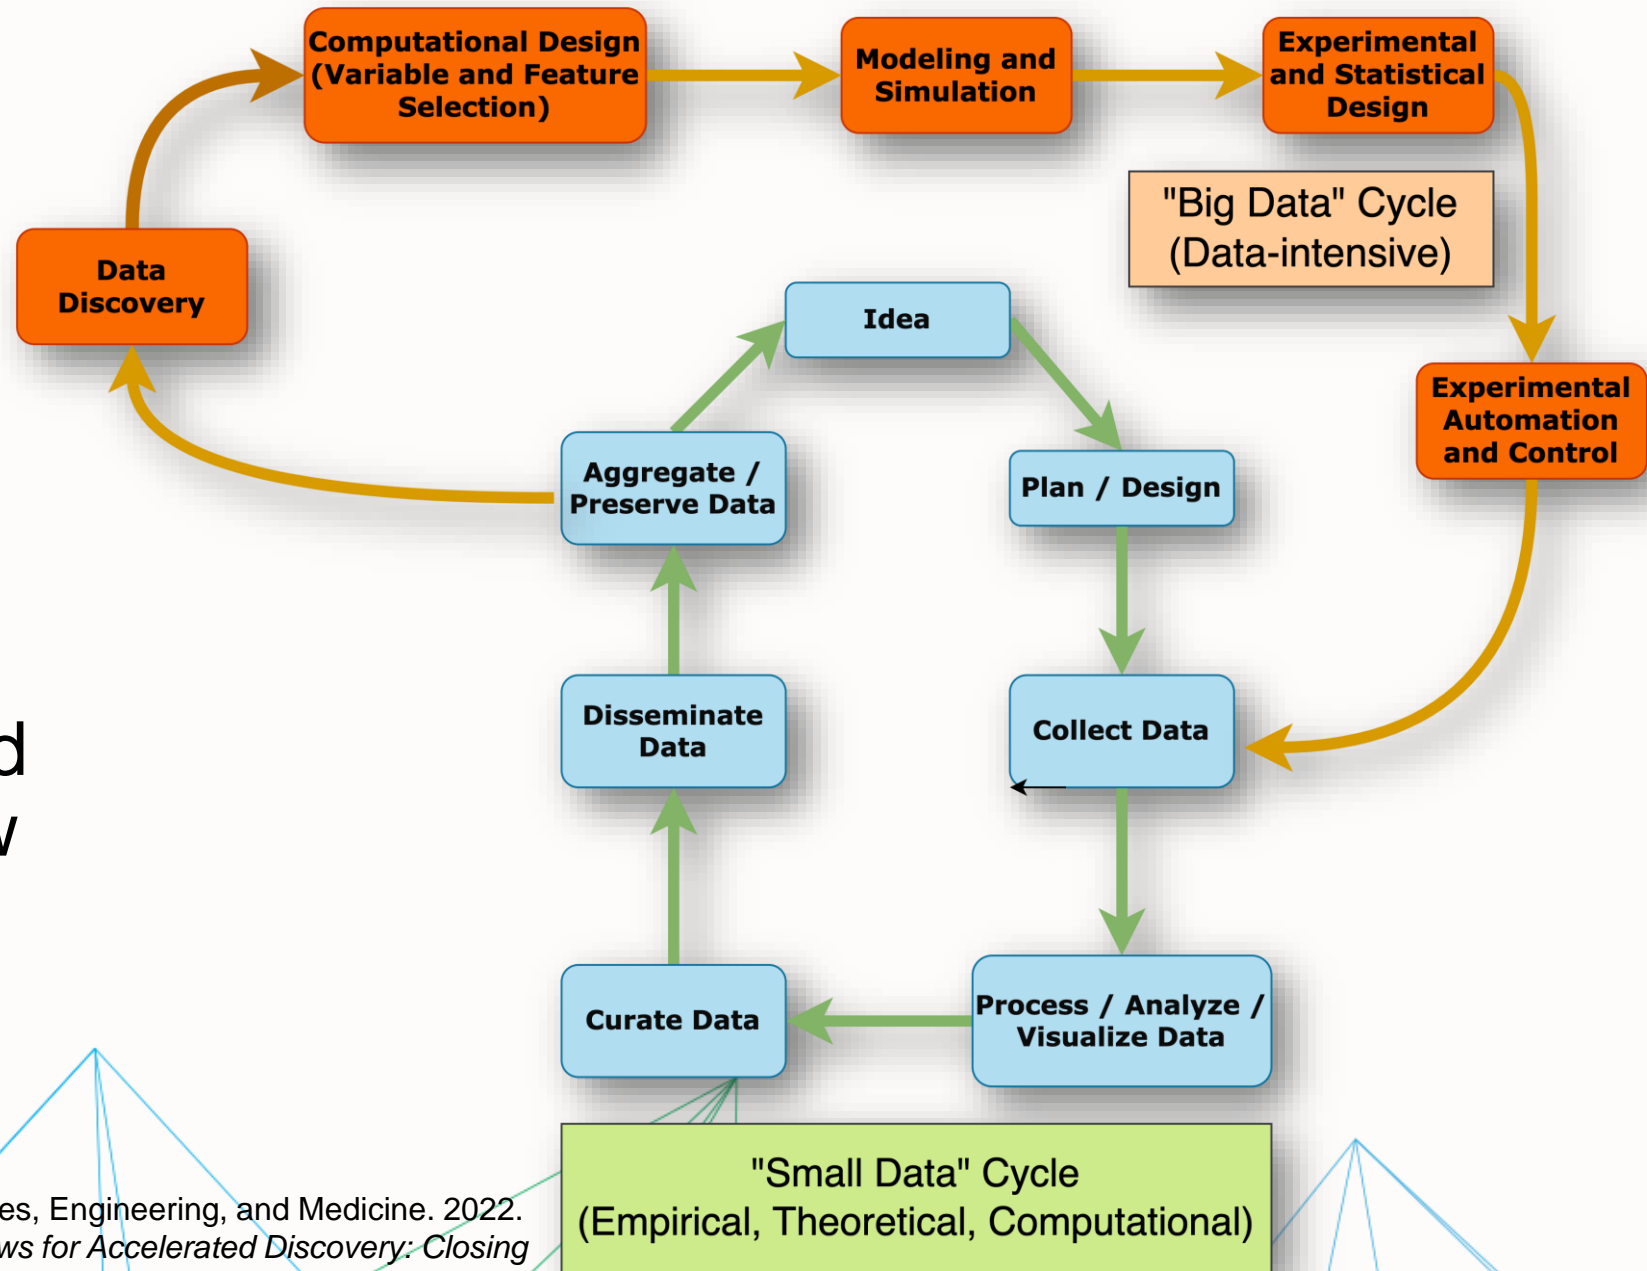 Computational Design
(Variable and Feature
Selection)
Modeling and
Simulation
Experimental
and Statistical
Design
"Big Data" Cycle
(Data-intensive)
Data
Discovery
Idea
Experimental
Automation
and Control
Aggregate /
Preserve Data
Plan / Design
Disseminate
Data
Collect Data
d
w
Curate Data
Process / Analyze /
Visualize Data
"Small Data" Cycle
(Empirical, Theoretical, Computational)
es, Engineering, and Medicine. 2022.
ws for Accelerated Discovery: Closing